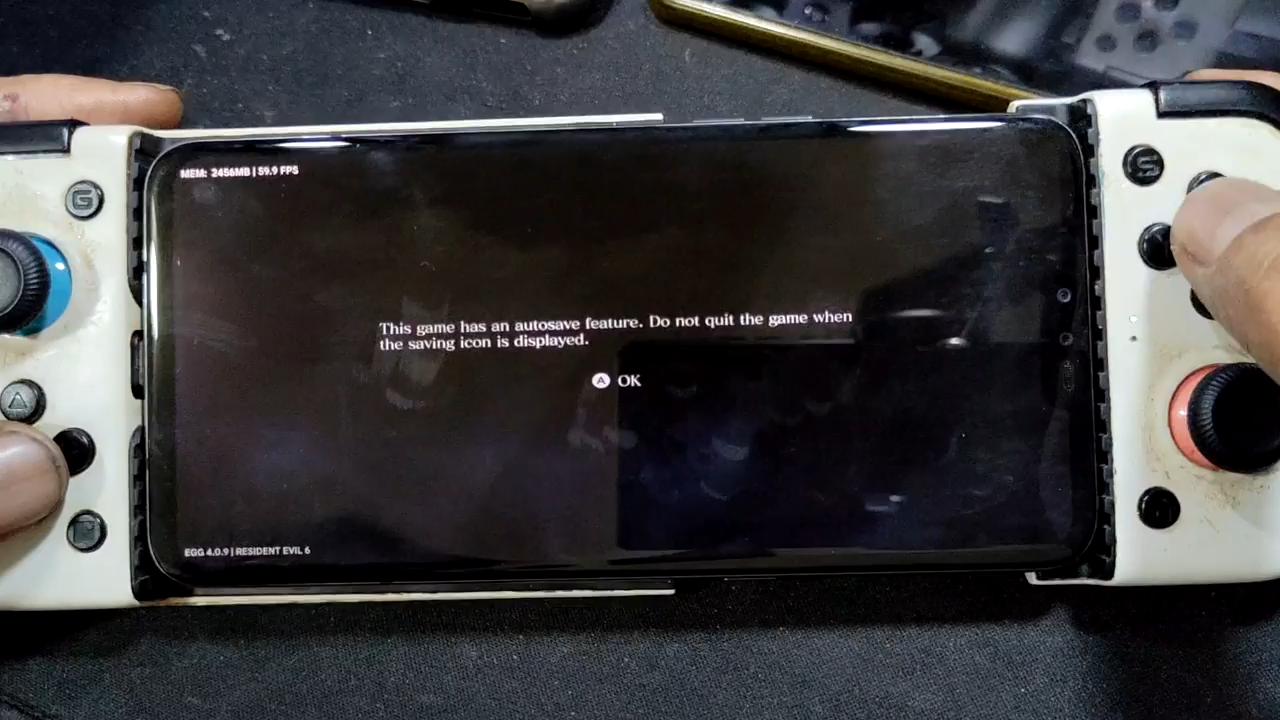 MEM: 2456MB | 59.9 FPS
This game has an autosave feature. Do not quit the game when
the saving icon is displayed.
A OK
EGG 4.0.9 | RESIDENT EVIL 6
G
S